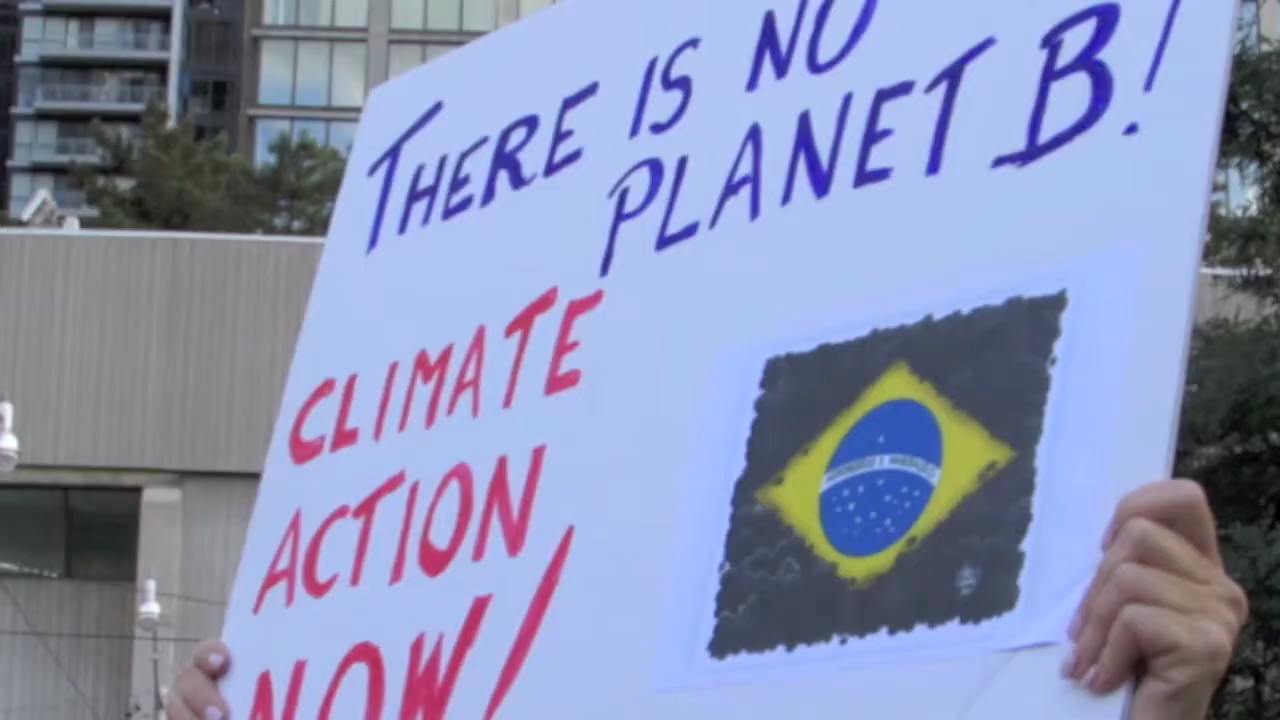 THERE IS NO
PLANET B!
CLIMATE
ACTION
NOW!